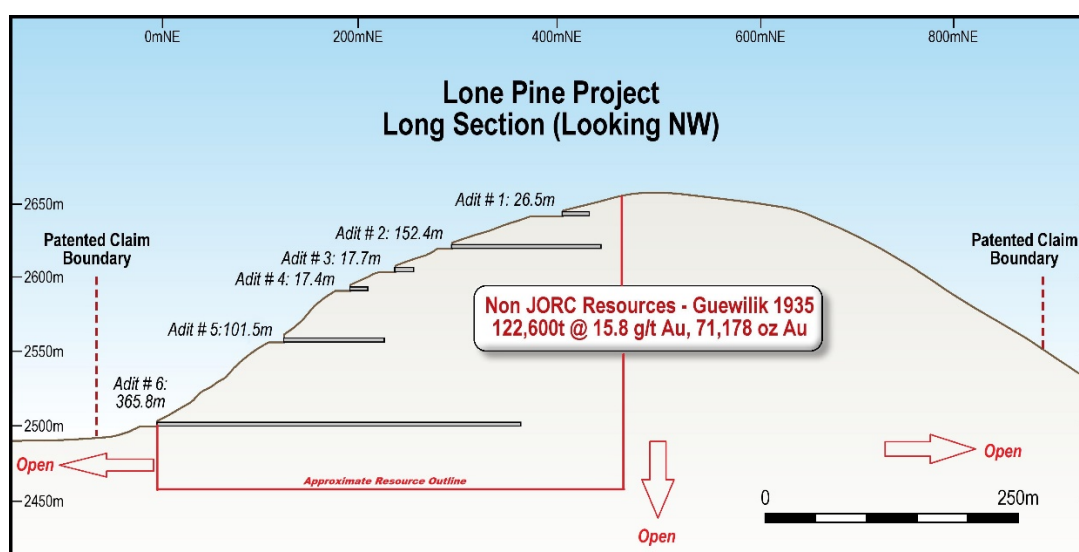 0mNE
200mNE
400mNE
600mNE
800mNE
Lone Pine Project
Long Section (Looking NW)
2650m
2600m
2550m
2500m
2450m
Patented Claim
Boundary
Adit # 1: 26.5m
Adit # 2: 152.4m
Adit # 3: 17.7m
Adit # 4: 17.4m
Adit # 5:101.5m
Adit # 6:
365.8m
Patented Claim
Boundary
Non JORC Resources - Guewilik 1935
122,600t @ 15.8 g/t Au, 71,178 oz Au
Open
Approximate Resource Outline
Open
Open
0
250m